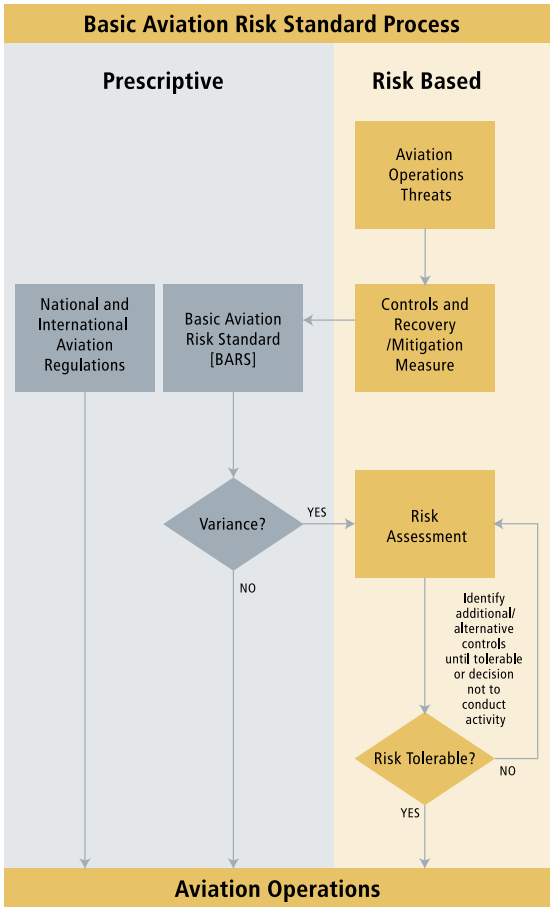 Basic Aviation Risk Standard Process
Prescriptive
Risk Based
Aviation
Operations
Threats
National and
International
Aviation
Regulations
Basic Aviation
Risk Standard
[BARS]
Controls and
Recovery
/Mitigation
Measure
Variance?
YES
NO
Risk
Assessment
Identify
additional/
alternative
controls
until tolerable
or decision
not to
conduct
activity
Risk Tolerable?
NO
YES
Aviation Operations